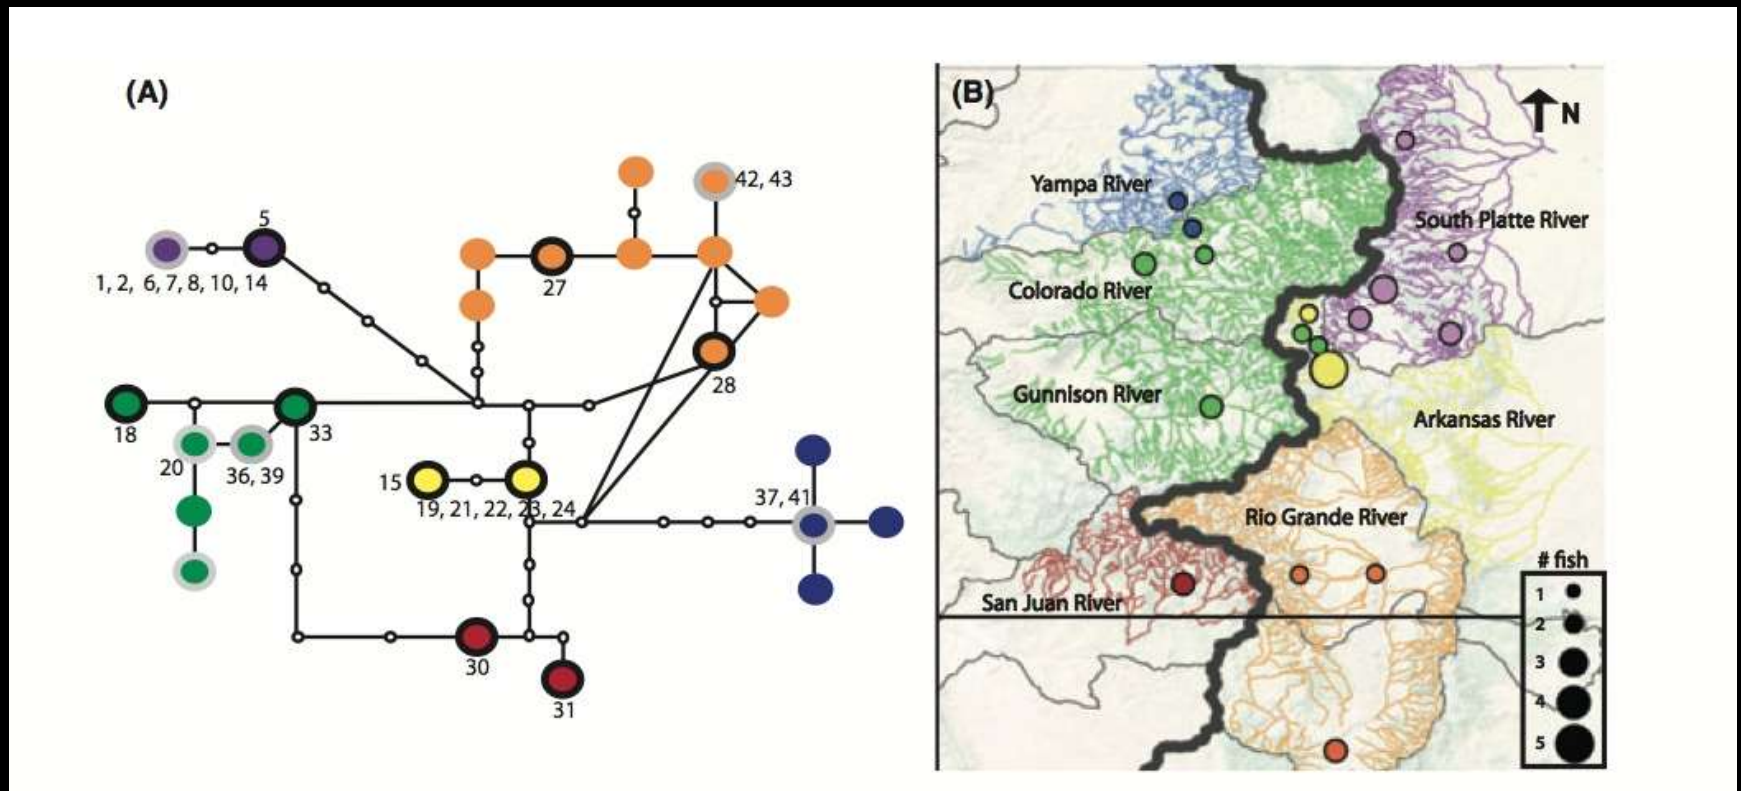 (A)
42, 43
5
1, 2, 6, 7, 8, 10, 14
27
28
18
33
20
36, 39
15
19, 21, 22, 23, 24
37, 41
30
31
(B)
N
Yampa River
South Platte River
Colorado River
Gunnison River
Arkansas River
Rio Grande River
San Juan River
# fish
1
2
3
4
5